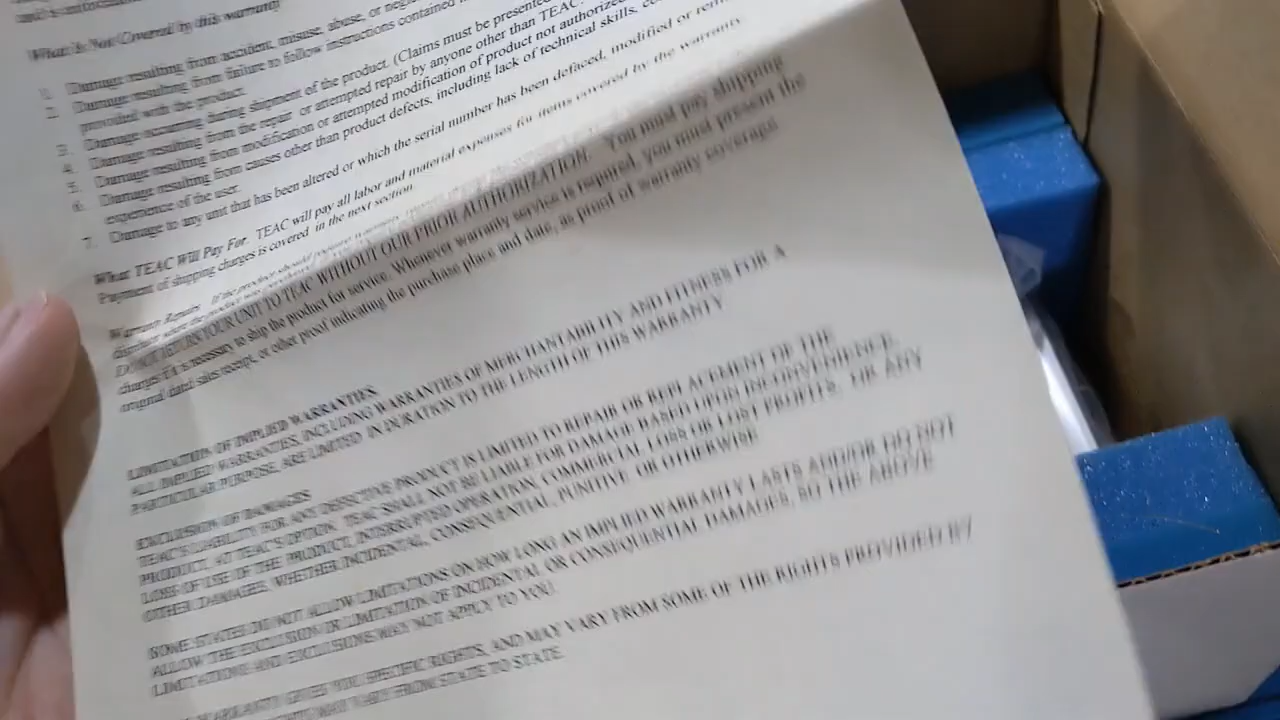 What Is Not Covered by this warranty
1. Damage resulting from accident, misuse, abuse, or
2. Damage resulting from failure to follow instructions contained
provided with the product.
3. Damage occurring during shipment of the product. (Claims must be presented
4. Damage resulting from the repair or attempted repair by anyone other than TEAC.
5. Damage resulting from modification or attempted modification of product not authorized
6. Damage resulting from causes other than product defects, including lack of technical skills,
experience of the user.
7. Damage to any unit that has been altered or which the serial number has been defaced, modified or
What TEAC Will Pay For. TEAC will pay all labor and material expenses for items covered by the warranty.
Payment of shipping charges is covered in the next section.
Warranty Repairs. If the product should
DO NOT RETURN YOUR UNIT TO TEAC WITHOUT OUR PRIOR AUTHORIZATION. You must pay shipping
charges if it is necessary to ship the product for service. Whenever warranty service is required, you must present the
original dated sales receipt, or other proof indicating the purchase place and date, as proof of warranty coverage.
LIMITATION OF IMPLIED WARRANTIES
ALL IMPLIED WARRANTIES, INCLUDING WARRANTIES OF MERCHANTABILITY AND FITNESS FOR A
PARTICULAR PURPOSE, ARE LIMITED IN DURATION TO THE LENGTH OF THIS WARRANTY
EXCLUSION OF DAMAGES
TEAC'S LIABILITY FOR ANY DEFECTIVE PRODUCT IS LIMITED TO REPAIR OR REPLACEMENT OF THE
PRODUCT, AT TEAC'S OPTION. TEAC SHALL NOT BE LIABLE FOR DAMAGE BASED UPON INCONVENIENCE,
LOSS OF USE OF THE PRODUCT, INTERRUPTED OPERATION, COMMERCIAL LOSS OR LOST PROFITS, OR ANY
OTHER DAMAGES, WHETHER INCIDENTAL, CONSEQUENTIAL, PUNITIVE OR OTHERWISE
SOME STATES DO NOT ALLOW LIMITATIONS ON HOW LONG AN IMPLIED WARRANTY LASTS AND/OR DO NOT
ALLOW THE EXCLUSION OR LIMITATION OF INCIDENTAL OR CONSEQUENTIAL DAMAGES, SO THE ABOVE
LIMITATIONS AND EXCLUSIONS MAY NOT APPLY TO YOU.
WARRANTY GIVES YOU SPECIFIC RIGHTS, AND MAY VARY FROM SOME OF THE RIGHTS PROVIDED BY
MAY VARY FROM STATE TO STATE